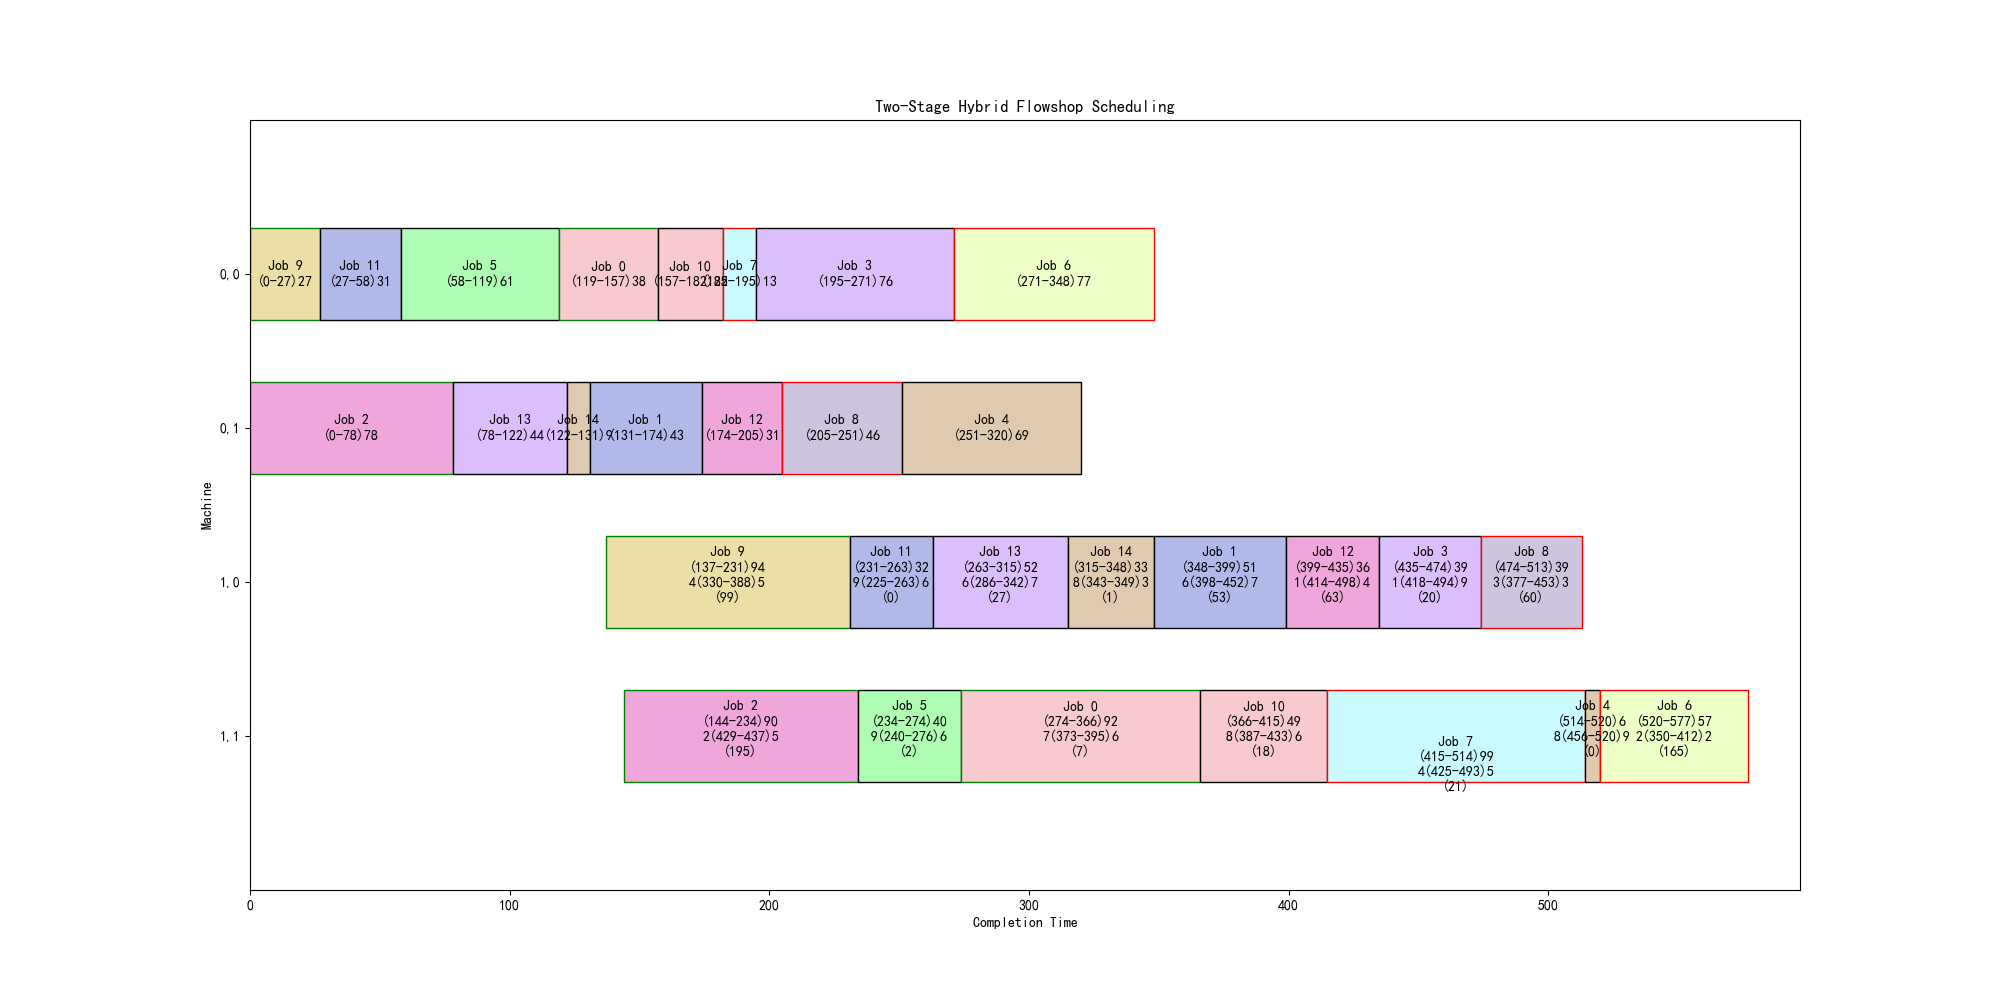 Two-Stage Hybrid Flowshop Scheduling
Machine
0,0
Job 9
(0-27)27
Job 11
(27-58)31
Job 5
(58-119)61
Job 0
(119-157)38
Job 10
(157-182)25
Job 7
(182-195)13
Job 3
(195-271)76
Job 6
(271-348)77
0,1
Job 2
(0-78)78
Job 13
(78-122)44
Job 14
(122-131)9
Job 1
(131-174)43
Job 12
(174-205)31
Job 8
(205-251)46
Job 4
(251-320)69
1,0
Job 9
(137-231)94
4(330-388)5
(99)
Job 11
(231-263)32
9(225-263)6
(0)
Job 13
(263-315)52
6(286-342)7
(27)
Job 14
(315-348)33
8(343-349)3
(1)
Job 1
(348-399)51
6(398-452)7
(53)
Job 12
(399-435)36
1(414-498)4
(63)
Job 3
(435-474)39
1(418-494)9
(20)
Job 8
(474-513)39
3(377-453)3
(60)
1,1
Job 2
(144-234)90
2(429-437)5
(195)
Job 5
(234-274)40
9(240-276)6
(2)
Job 0
(274-366)92
7(373-395)6
(7)
Job 10
(366-415)49
8(387-433)6
(18)
Job 7
(415-514)99
4(425-493)5
(21)
Job 4
(514-520)6
8(456-520)9
(0)
Job 6
(520-577)57
2(350-412)2
(165)
0
100
200
300
400
500
Completion Time